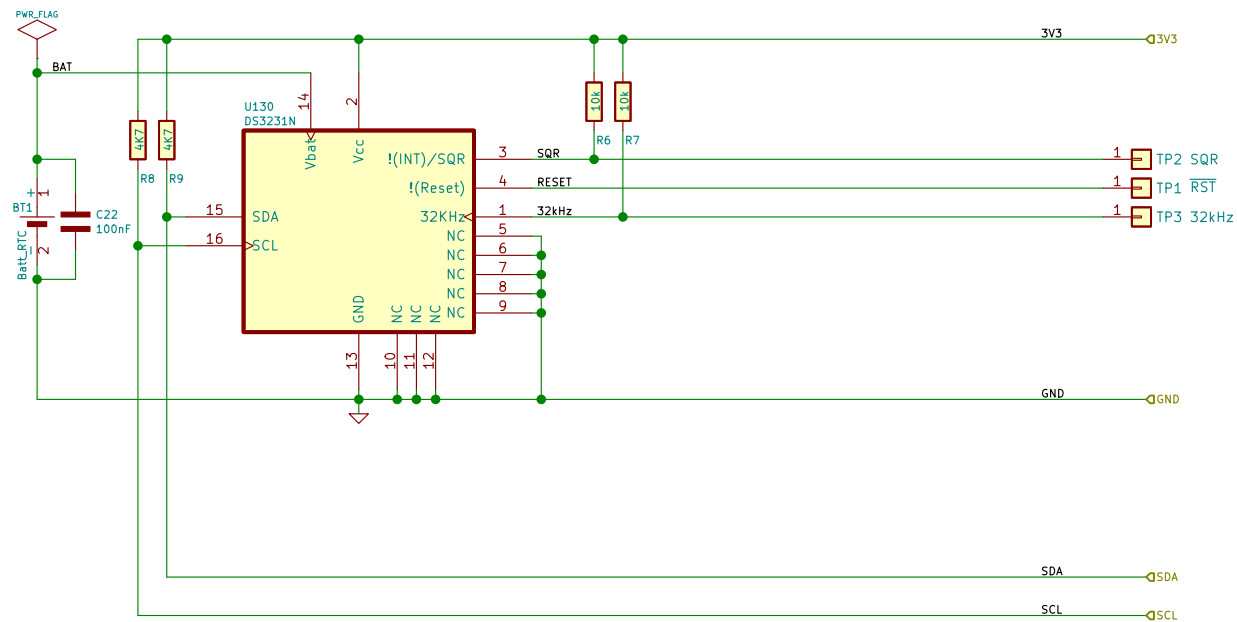 PWR_FLAG
3V3
3V3
BAT
14
2
U130
DS3231N
10k
10k
4K7
4K7
R6
R7
Vbat
Vcc
!(INT)/SQR
3
SQR
1
TP2 SQR
R8
R9
!(Reset)
4
RESET
1
TP1 RST
+
1
BT1
Batt_RTC
2
C22
100nF
15
SDA
32KHz
1
32kHz
1
TP3 32kHz
NC
5
16
SCL
NC
6
NC
7
NC
8
NC
9
GND
NC
NC
NC
13
10
11
12
GND
GND
SDA
SDA
SCL
SCL